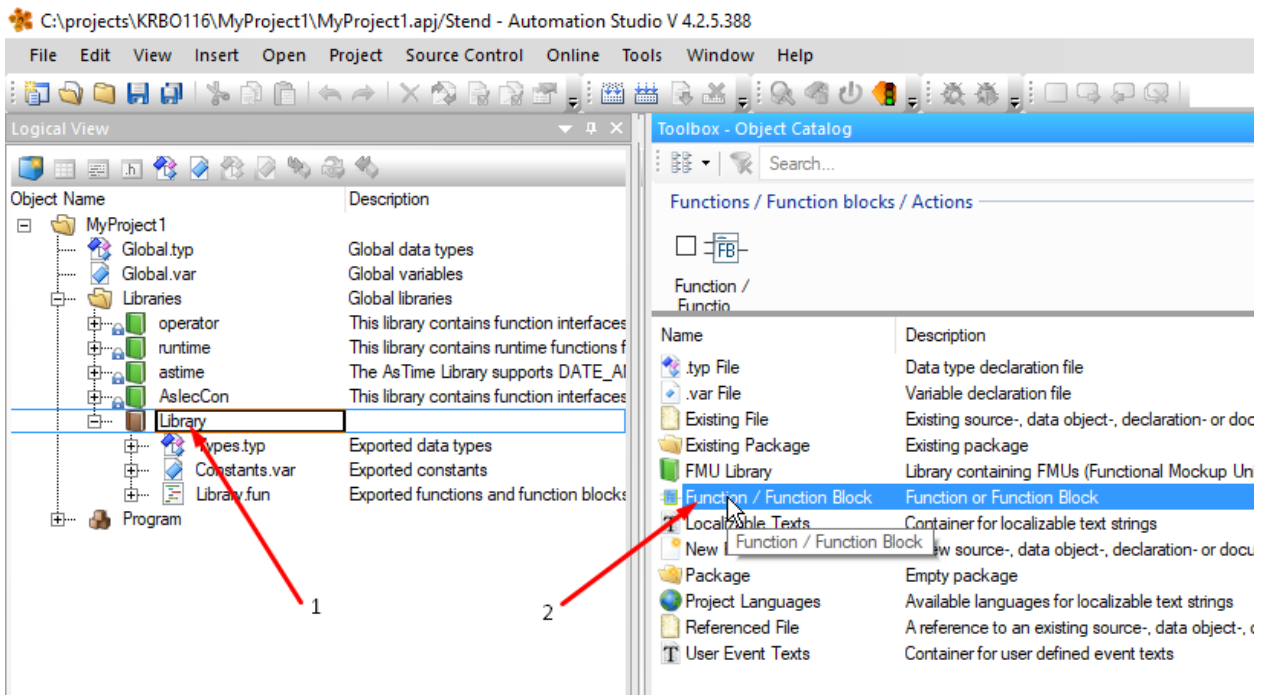 C:\projects\KRBO116\MyProject1\MyProject1.apj/Stend - Automation Studio V 4.2.5.388
File Edit View Insert Open Project Source Control Online Tools Window Help
Logical View
Object Name Description
MyProject1
Global.typ Global data types
Global.var Global variables
Libraries Global libraries
operator This library contains function interfaces
runtime This library contains runtime functions f
astime The AsTime Library supports DATE_A
AsIecCon This library contains function interfaces
Library
Types.typ Exported data types
Constants.var Exported constants
Library.fun Exported functions and function blocks
Program
1
Toolbox - Object Catalog
Search...
Functions / Function blocks / Actions
FB
Function /
Functio
Name Description
.typ File Data type declaration file
.var File Variable declaration file
Existing File Existing source-, data object-, declaration- or doc
Existing Package Existing package
FMU Library Library containing FMUs (Functional Mockup Uni
Function / Function Block Function or Function Block
Localizable Texts Container for localizable text strings
New source-, data object-, declaration- or docu
Function / Function Block
Package Empty package
Project Languages Available languages for localizable text strings
Referenced File A reference to an existing source-, data object-,
User Event Texts Container for user defined event texts
2